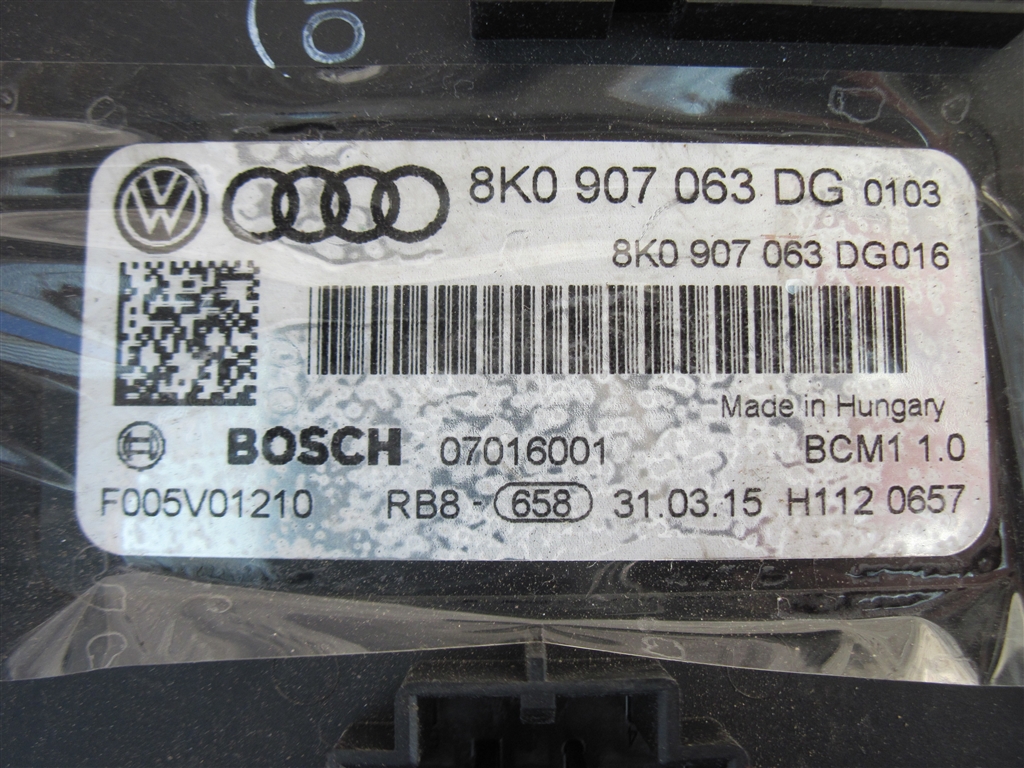 8K0 907 063 DG 0103
8K0 907 063 DG016
Made in Hungary
BOSCH 07016001 BCM1 1.0
F005V01210 RB8 - 658 31.03.15 H112 0657